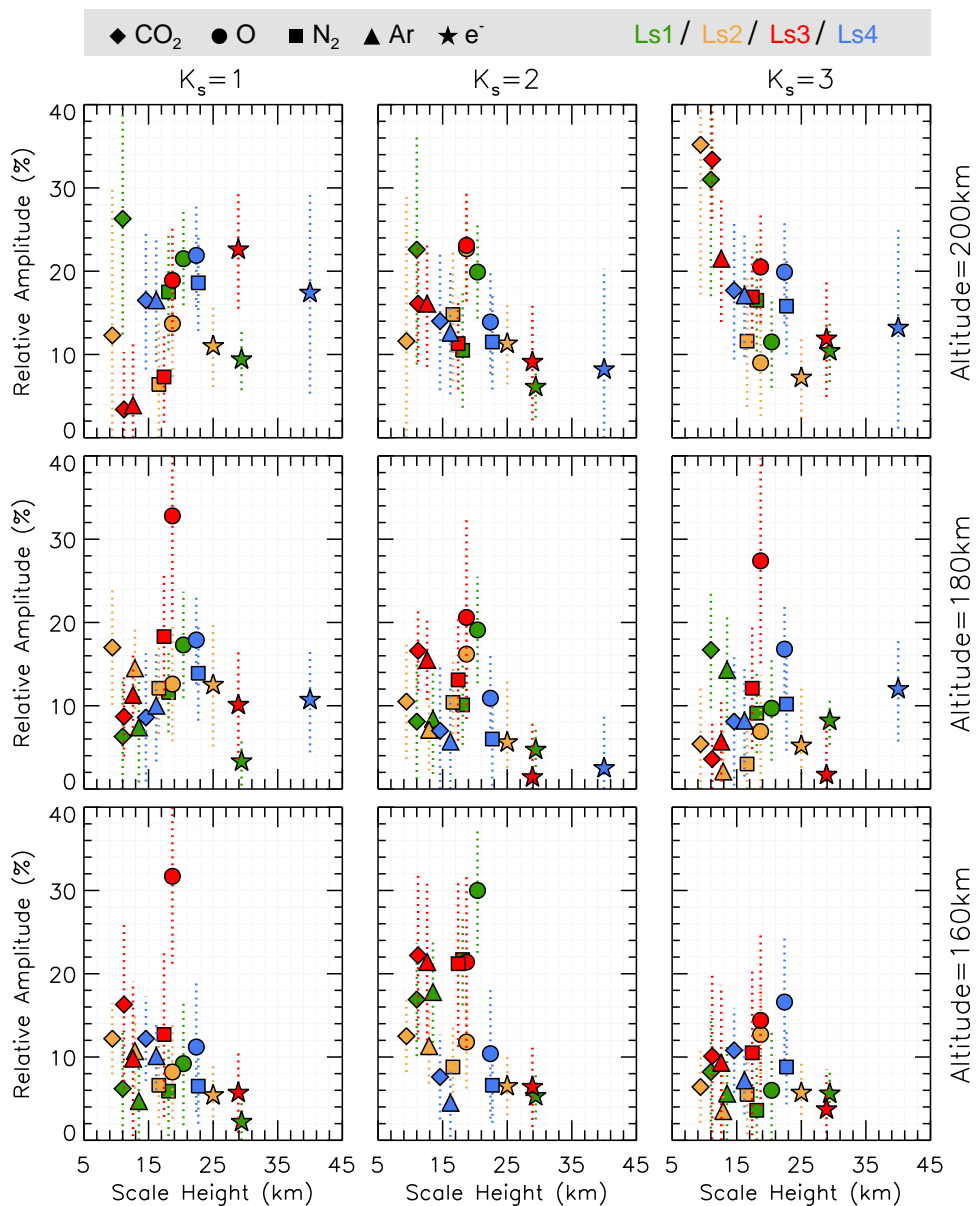 CO₂ O N₂ Ar e⁻ Ls1 / Ls2 / Ls3 / Ls4
Kₛ=1 Kₛ=2 Kₛ=3
40
30
20
10
0
Relative Amplitude (%)
Altitude=200km
40
30
20
10
0
Relative Amplitude (%)
Altitude=180km
40
30
20
10
0
Relative Amplitude (%)
Altitude=160km
5 15 25 35 45 5 15 25 35 45 5 15 25 35 45
Scale Height (km) Scale Height (km) Scale Height (km)